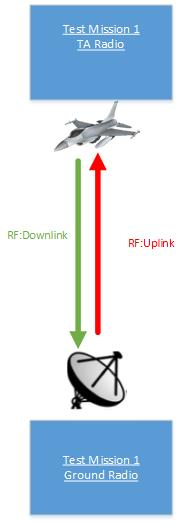 Test Mission 1
TA Radio
RF:Downlink
RF:Uplink
Test Mission 1
Ground Radio